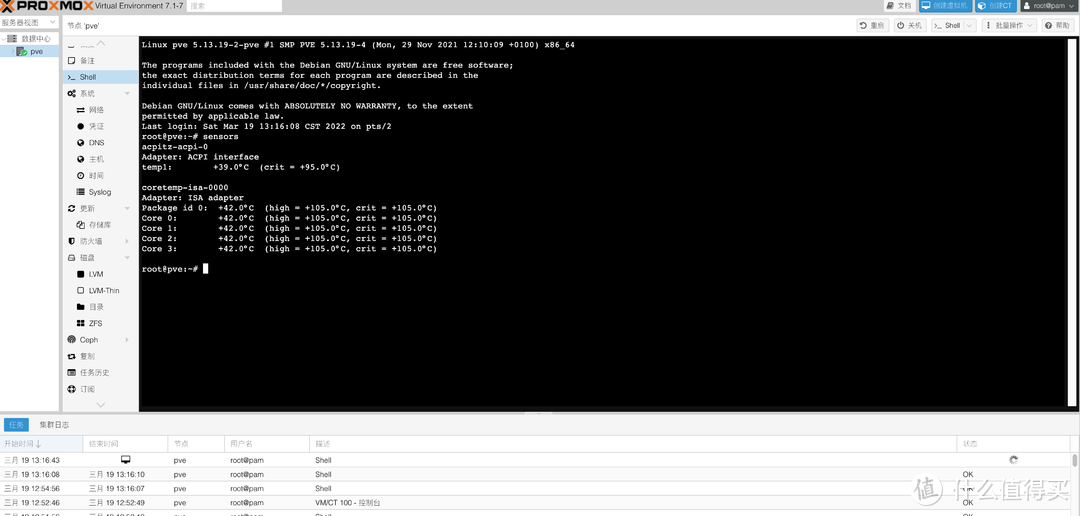 PROXMOX Virtual Environment 7.1-7 搜索 文档 创建虚拟机 创建CT root@pam
服务器视图 节点 'pve' 重启 关机 Shell 批量操作 帮助
数据中心
pve
备注
Shell
系统
网络
凭证
DNS
主机
时间
Syslog
更新
存储库
防火墙
磁盘
LVM
LVM-Thin
目录
ZFS
Ceph
复制
任务历史
订阅
Linux pve 5.13.19-2-pve #1 SMP PVE 5.13.19-4 (Mon, 29 Nov 2021 12:10:09 +0100) x86_64
The programs included with the Debian GNU/Linux system are free software;
the exact distribution terms for each program are described in the
individual files in /usr/share/doc/*/copyright.
Debian GNU/Linux comes with ABSOLUTELY NO WARRANTY, to the extent
permitted by applicable law.
Last login: Sat Mar 19 13:16:08 CST 2022 on pts/2
root@pve:~# sensors
acpitz-acpi-0
Adapter: ACPI interface
temp1: +39.0°C (crit = +95.0°C)
coretemp-isa-0000
Adapter: ISA adapter
Package id 0: +42.0°C (high = +105.0°C, crit = +105.0°C)
Core 0: +42.0°C (high = +105.0°C, crit = +105.0°C)
Core 1: +42.0°C (high = +105.0°C, crit = +105.0°C)
Core 2: +42.0°C (high = +105.0°C, crit = +105.0°C)
Core 3: +42.0°C (high = +105.0°C, crit = +105.0°C)
root@pve:~#
任务 集群日志
开始时间 结束时间 节点 用户名 描述 状态
三月 19 13:16:43 pve root@pam Shell
三月 19 13:16:08 三月 19 13:16:10 pve root@pam Shell OK
三月 19 12:54:56 三月 19 13:16:07 pve root@pam Shell OK
三月 19 12:52:46 三月 19 12:52:49 pve root@pam VM/CT 100 - 控制台 OK
值 什么值得买